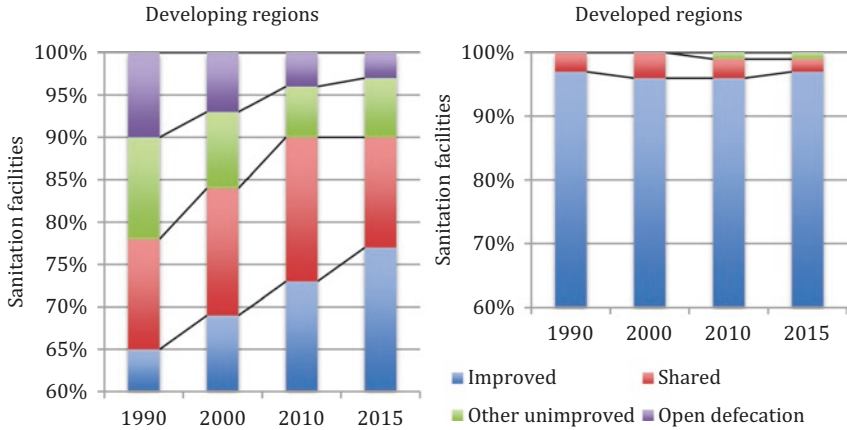 Developing regions
Sanitation facilities
100%
95%
90%
85%
80%
75%
70%
65%
60%
1990 2000 2010 2015
Developed regions
Sanitation facilities
100%
90%
80%
70%
60%
1990 2000 2010 2015
Improved Shared
Other unimproved Open defecation